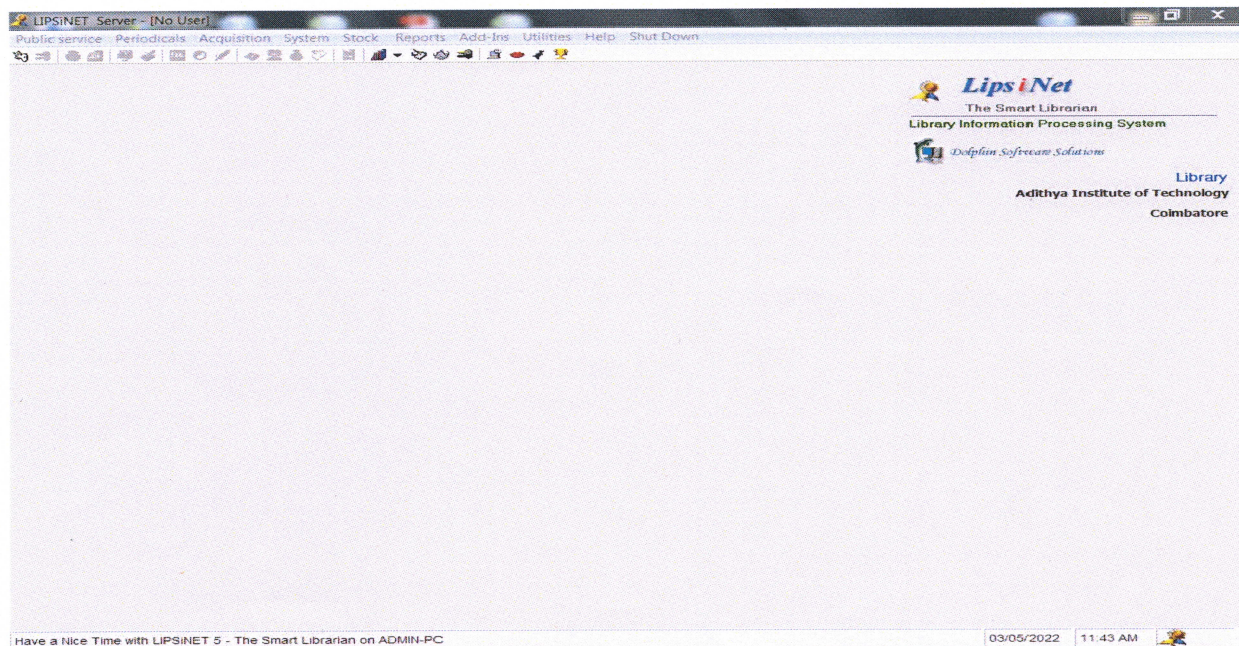 LIPSiNET Server - [No User]
Public service Periodicals Acquisition System Stock Reports Add-Ins Utilities Help Shut Down
Lips i Net
The Smart Librarian
Library Information Processing System
Dolphin Software Solutions
Library
Adithya Institute of Technology
Coimbatore
Have a Nice Time with LIPSiNET 5 - The Smart Librarian on ADMIN-PC
03/05/2022 11:43 AM